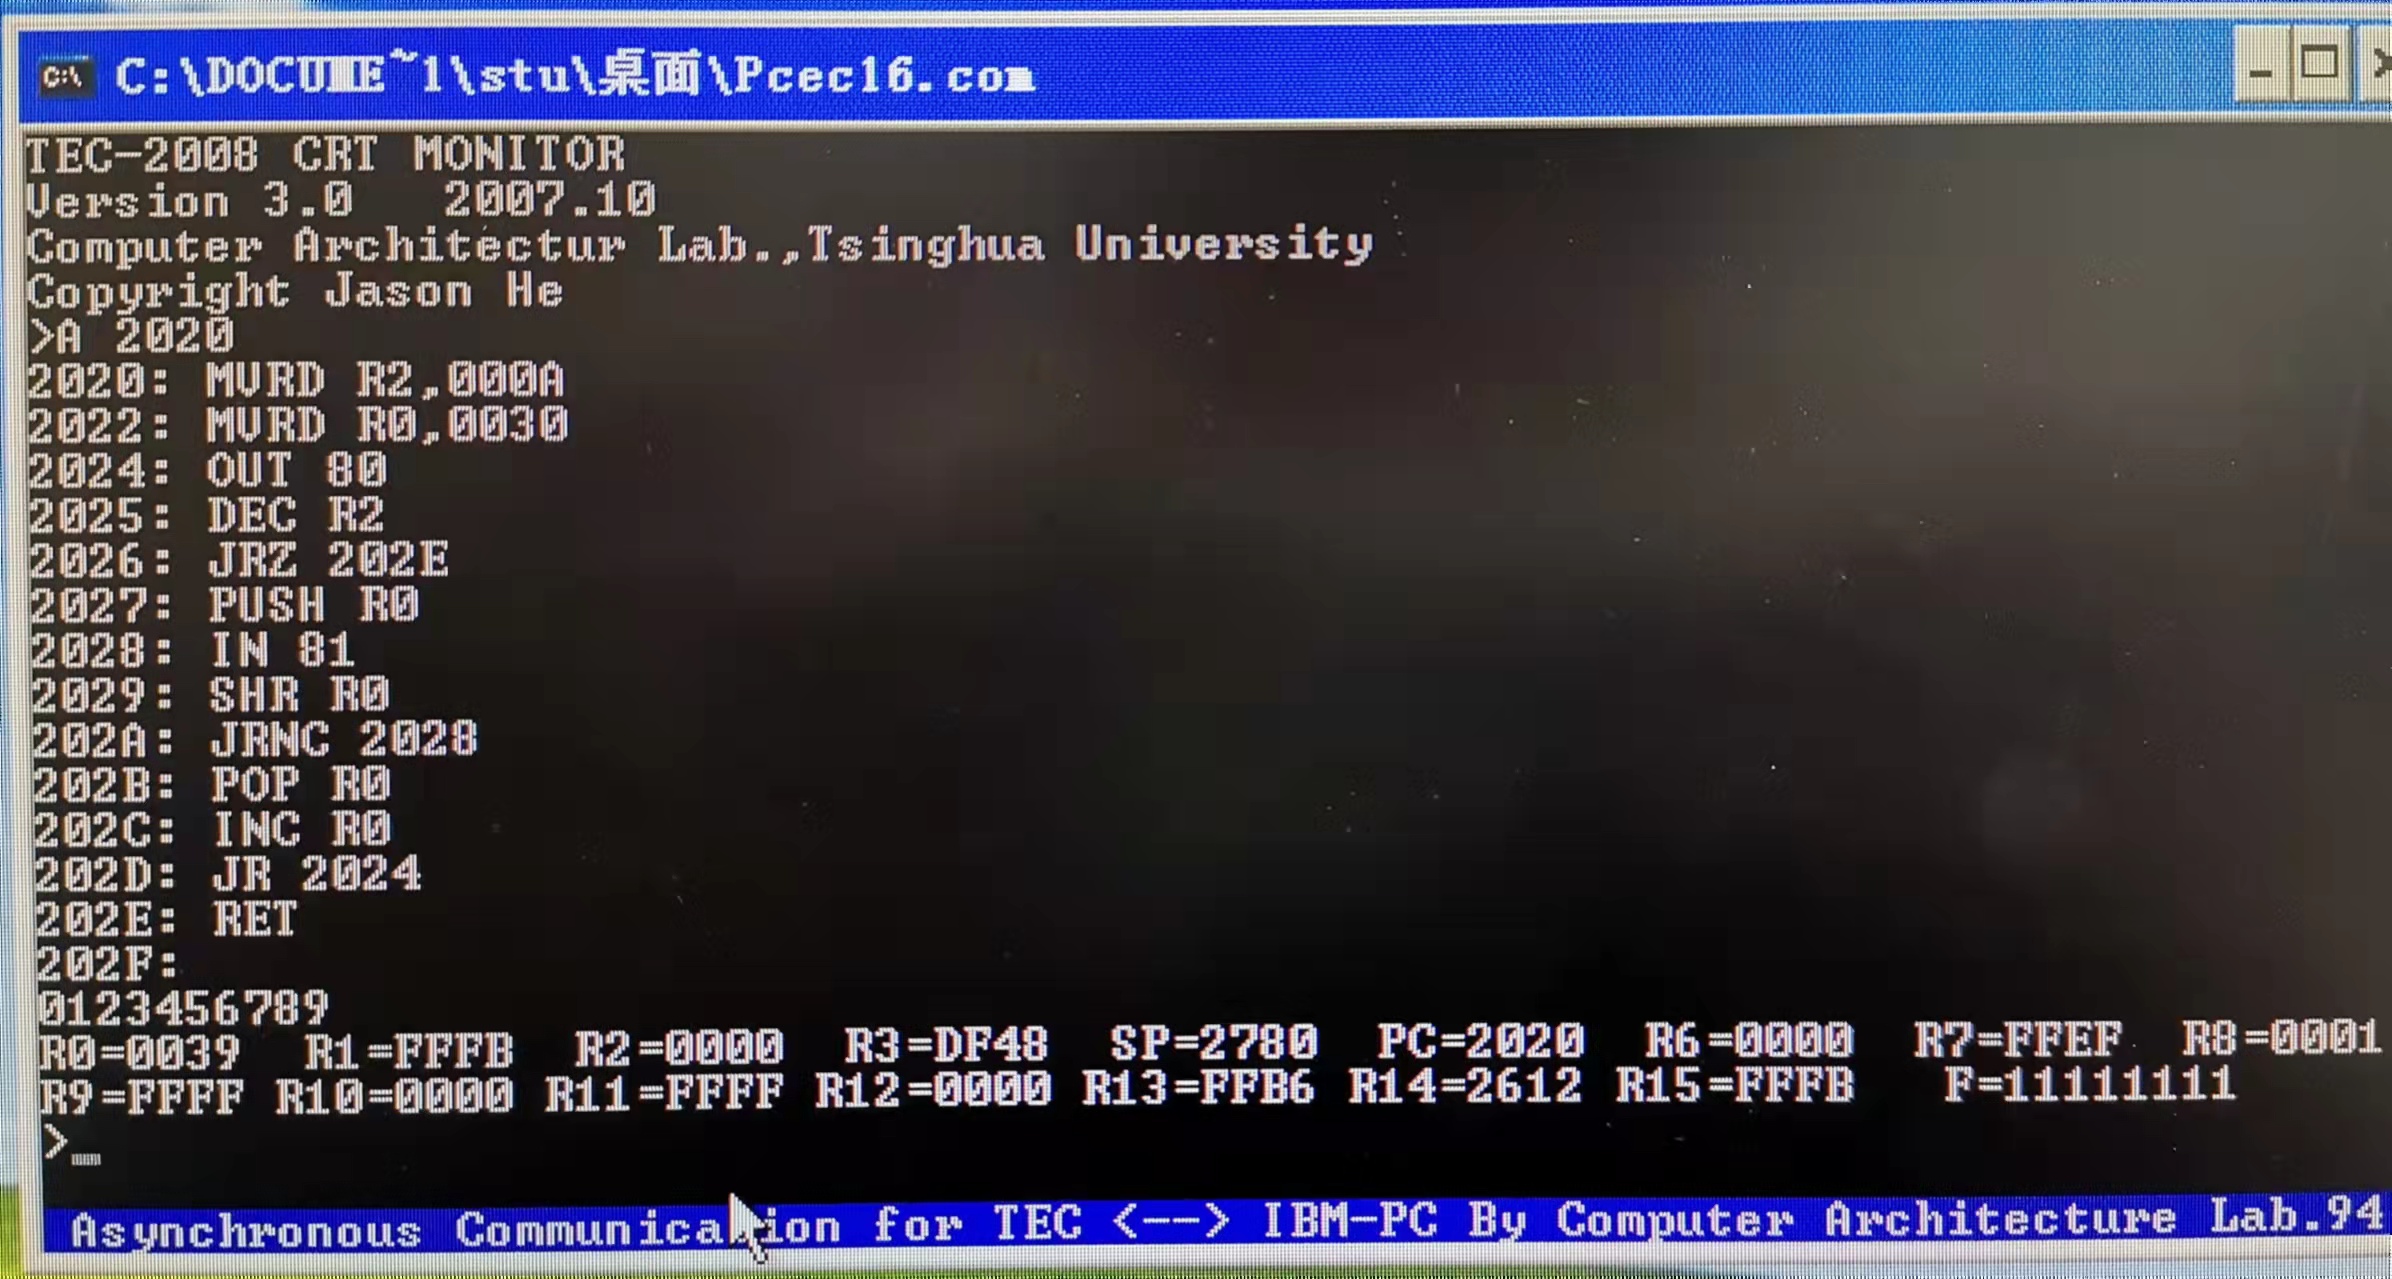 C:\DOCUME~1\stu\桌面\Pcec16.com
TEC-2008 CRT MONITOR
Version 3.0 2007.10
Computer Architectur Lab.,Tsinghua University
Copyright Jason He
>A 2020
2020: MVRD R2,000A
2022: MVRD R0,0030
2024: OUT 80
2025: DEC R2
2026: JRZ 202E
2027: PUSH R0
2028: IN 81
2029: SHR R0
202A: JRNC 2028
202B: POP R0
202C: INC R0
202D: JR 2024
202E: RET
202F:
0123456789
R0=0039 R1=FFFB R2=0000 R3=DF48 SP=2780 PC=2020 R6=0000 R7=FFEF R8=0001
R9=FFFF R10=0000 R11=FFFF R12=0000 R13=FFB6 R14=2612 R15=FFFB F=11111111
>_
Asynchronous Communication for TEC <--> IBM-PC By Computer Architecture Lab.94